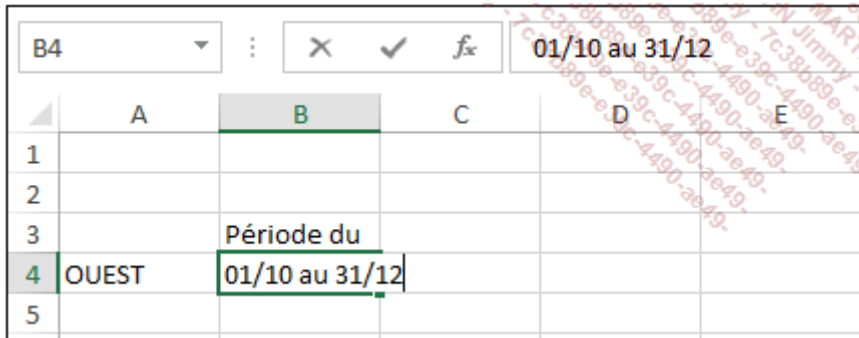 B4 fx 01/10 au 31/12
A B C D E
1
2
3 Période du
4 OUEST 01/10 au 31/12
5